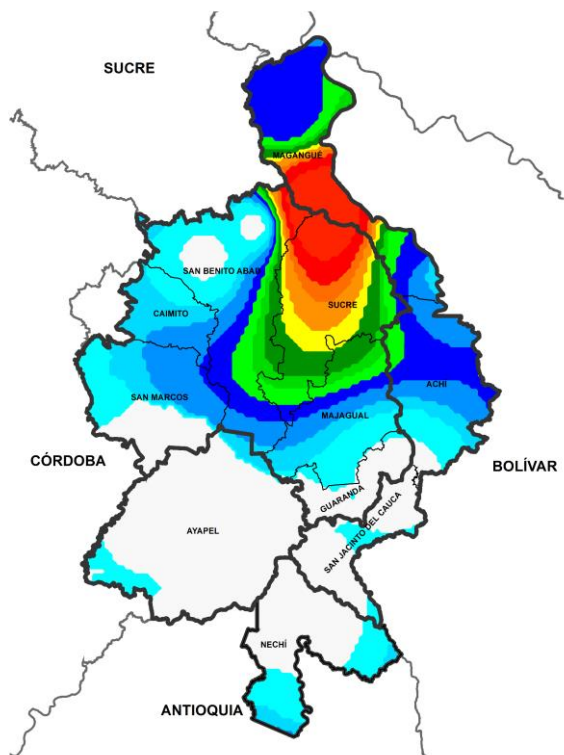 SUCRE
MAGANGUÉ
SAN BENITO ABAD
SUCRE
CAIMITO
ACHI
SAN MARCOS
MAJAGUAL
CÓRDOBA
BOLÍVAR
GUARANDA
AYAPEL
SAN JACINTO DEL CAUCA
NECHÍ
ANTIOQUIA